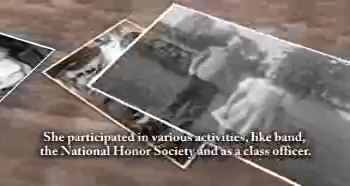 She participated in various activities, like band,
the National Honor Society and as a class officer.